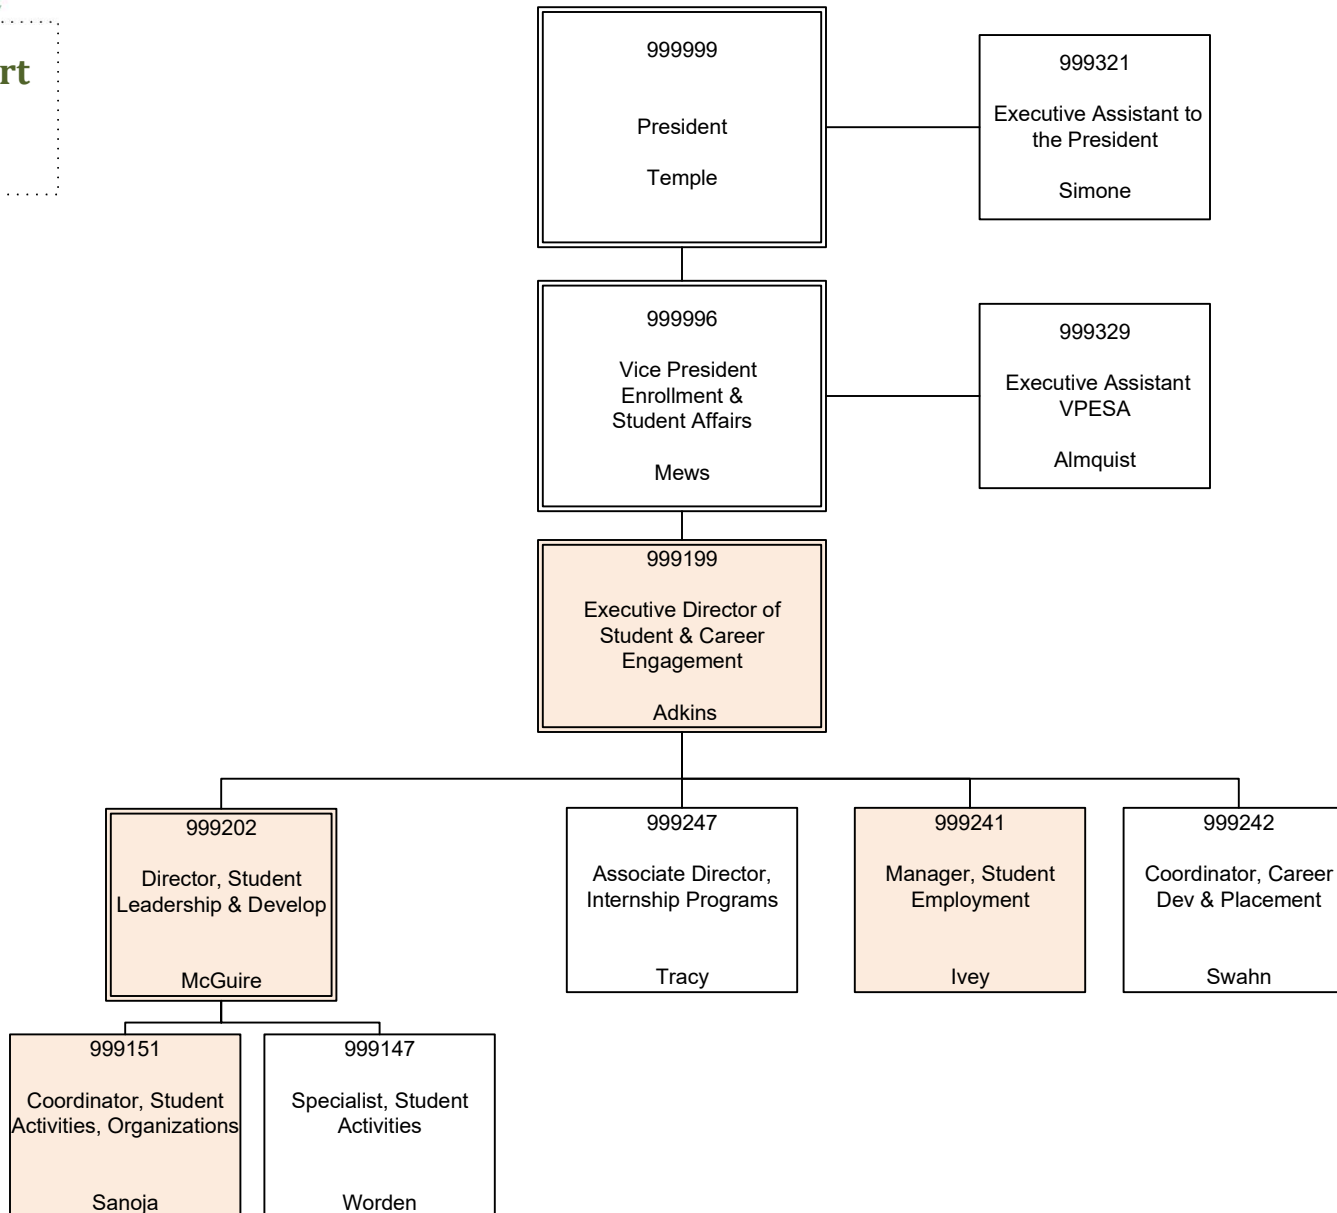 rt
999999
President
Temple
999321
Executive Assistant to
the President
Simone
999996
Vice President
Enrollment &
Student Affairs
Mews
999329
Executive Assistant
VPESA
Almquist
999199
Executive Director of
Student & Career
Engagement
Adkins
999202
Director, Student
Leadership & Develop
McGuire
999247
Associate Director,
Internship Programs
Tracy
999241
Manager, Student
Employment
Ivey
999242
Coordinator, Career
Dev & Placement
Swahn
999151
Coordinator, Student
Activities, Organizations
Sanoja
999147
Specialist, Student
Activities
Worden